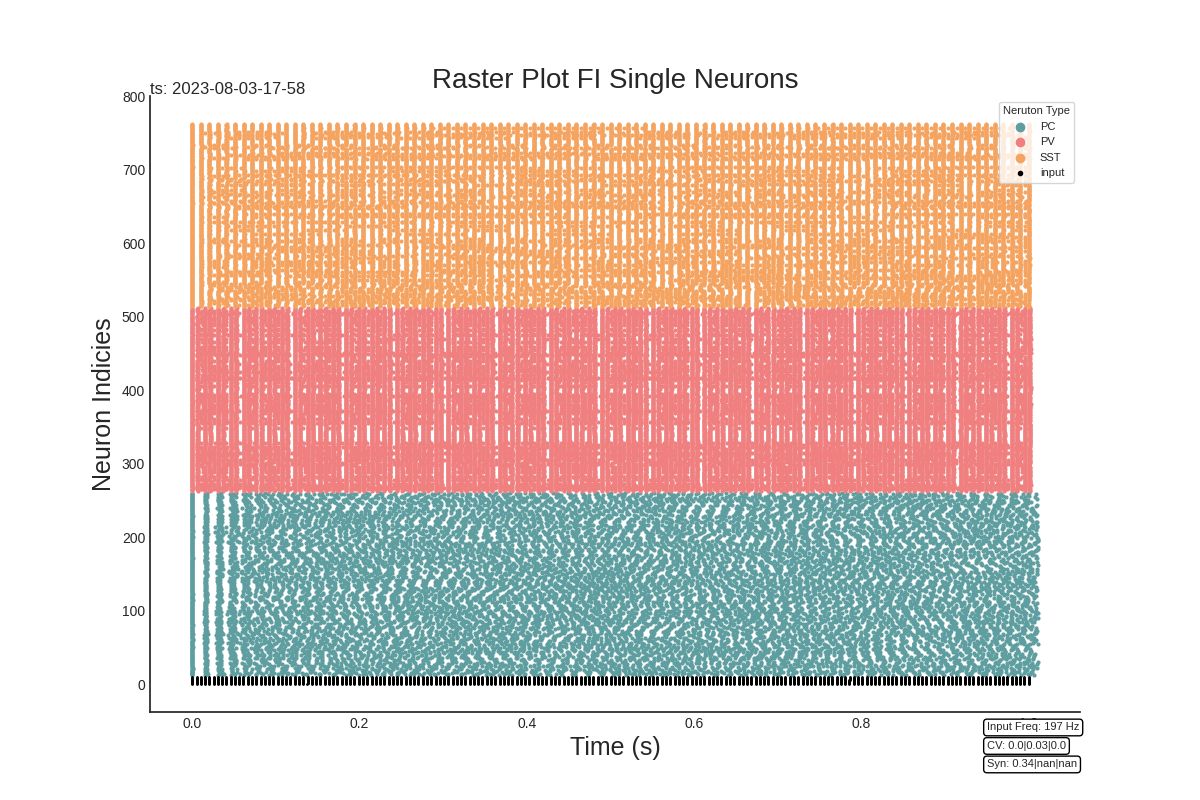 Raster Plot FI Single Neurons
ts: 2023-08-03-17-58
800
700
600
500
400
300
200
100
0
Neuron Indicies
Neruton Type
PC
PV
SST
input
0.0
0.2
0.4
0.6
0.8
Time (s)
Input Freq: 197 Hz
CV: 0.0|0.03|0.0
Syn: 0.34|nan|nan